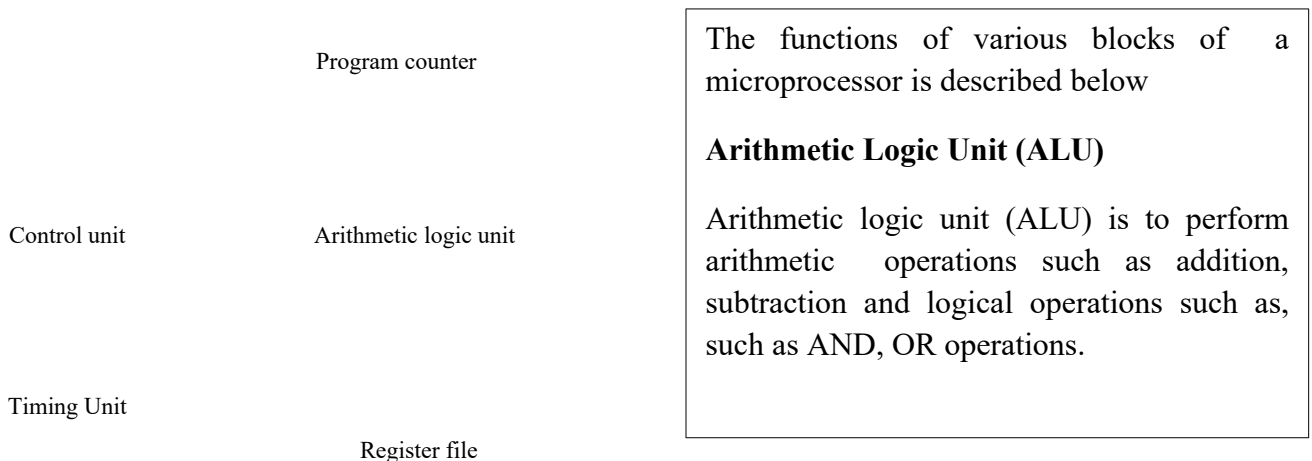 Program counter
Control unit
Arithmetic logic unit
Timing Unit
Register file
The functions of various blocks of a
microprocessor is described below
Arithmetic Logic Unit (ALU)
Arithmetic logic unit (ALU) is to perform
arithmetic operations such as addition,
subtraction and logical operations such as,
such as AND, OR operations.